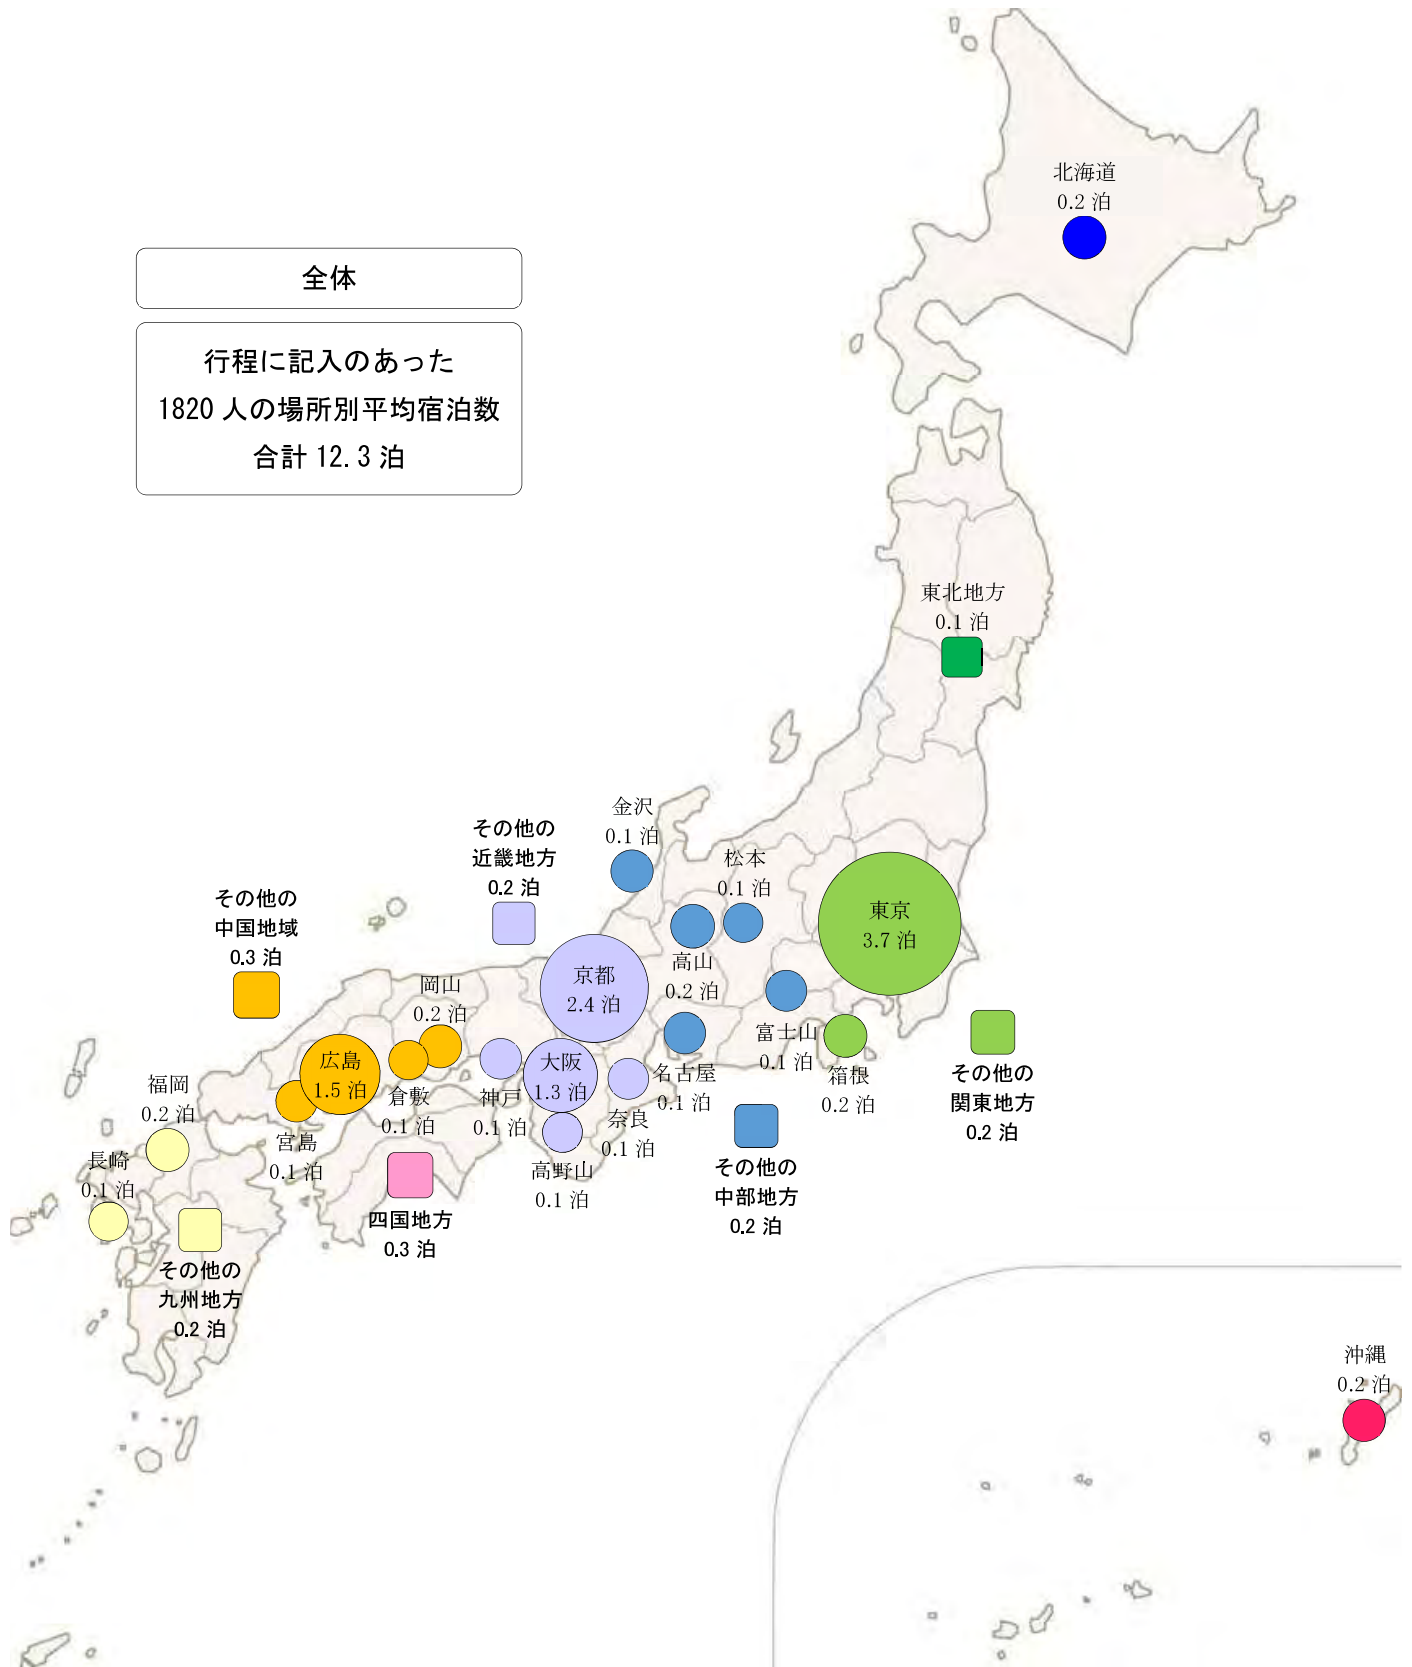 全体
行程に記入のあった
1820 人の場所別平均宿泊数
合計 12.3 泊
北海道
0.2 泊
東北地方
0.1 泊
金沢
0.1 泊
その他の
近畿地方
0.2 泊
松本
0.1 泊
東京
3.7 泊
その他の
中国地域
0.3 泊
高山
0.2 泊
京都
2.4 泊
岡山
0.2 泊
富士山
0.1 泊
広島
1.5 泊
大阪
1.3 泊
箱根
0.2 泊
その他の
関東地方
0.2 泊
名古屋
0.1 泊
福岡
0.2 泊
倉敷
0.1 泊
神戸
0.1 泊
奈良
0.1 泊
宮島
0.1 泊
長崎
0.1 泊
高野山
0.1 泊
その他の
中部地方
0.2 泊
四国地方
0.3 泊
その他の
九州地方
0.2 泊
沖縄
0.2 泊